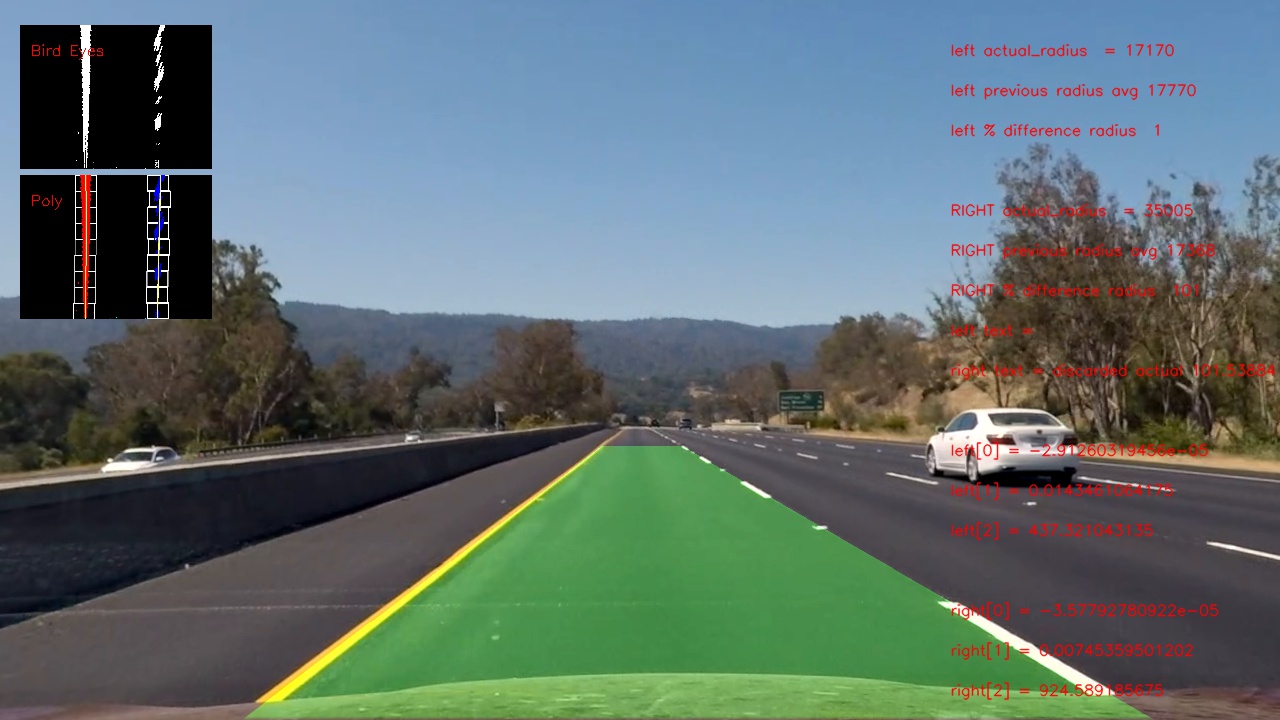 Bird Eyes
Poly
left actual_radius = 17170
left previous radius avg 17770
left % difference radius 1
RIGHT actual_radius = 35005
RIGHT previous radius avg 17368
RIGHT % difference radius 101
left text =
right text = discarded actual 101.53884
left[0] = -2.91260319456e-05
left[1] = 0.0143461064175
left[2] = 437.321043135
right[0] = -3.57792780922e-05
right[1] = 0.00745359501202
right[2] = 924.589185675